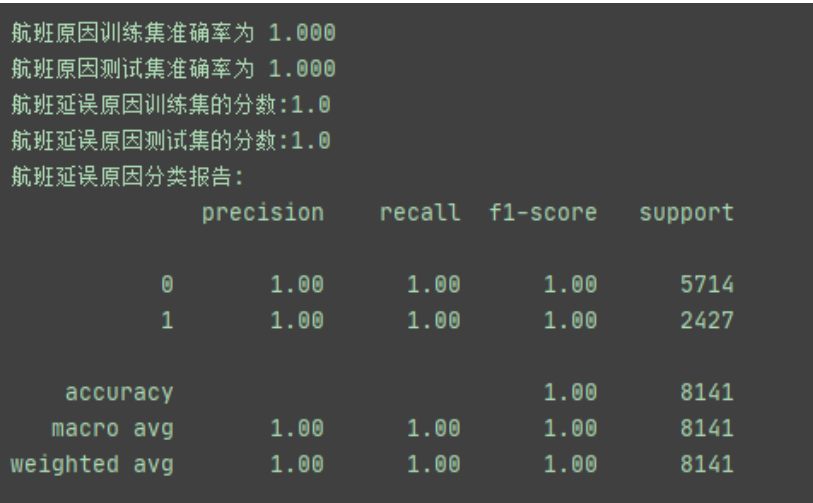 航班原因训练集准确率为 1.000
航班原因测试集准确率为 1.000
航班延误原因训练集的分数:1.0
航班延误原因测试集的分数:1.0
航班延误原因分类报告:
precision recall f1-score support
0 1.00 1.00 1.00 5714
1 1.00 1.00 1.00 2427
accuracy 1.00 8141
macro avg 1.00 1.00 1.00 8141
weighted avg 1.00 1.00 1.00 8141